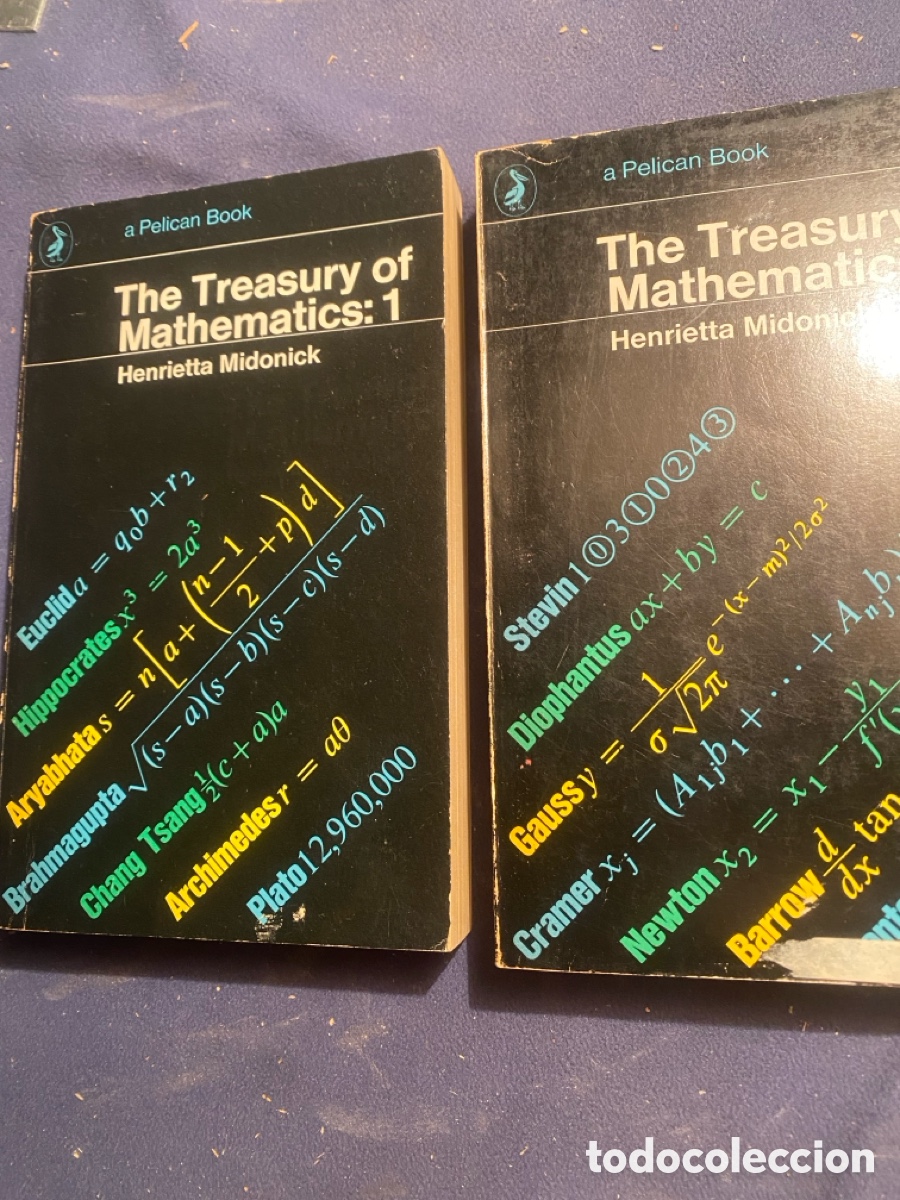 a Pelican Book
The Treasury of
Mathematics: 1
Henrietta Midonick
Euclid a = q₀b + r₂
Hippocrates x³ = 2a³
Aryabhata s = n[a + ((n − 1)/2 + p)d]
Brahmagupta √(s − a)(s − b)(s − c)(s − d)
Chang Tsang ½(c + a)a
Archimedes r = aθ
Plato 12,960,000
a Pelican Book
The Treasury
Mathematic
Henrietta Midonick
Stevin 1⓪3①0②4③
Diophantus ax + by = c
Gauss y = 1/(σ√2π) e^−(x − m)²/2σ²
Cramer xⱼ = (A₁ⱼb₁ + ⋯ + Aₙⱼb
Newton x₂ = x₁ − y₁/f′(
Barrow d/dx tan
todocoleccion